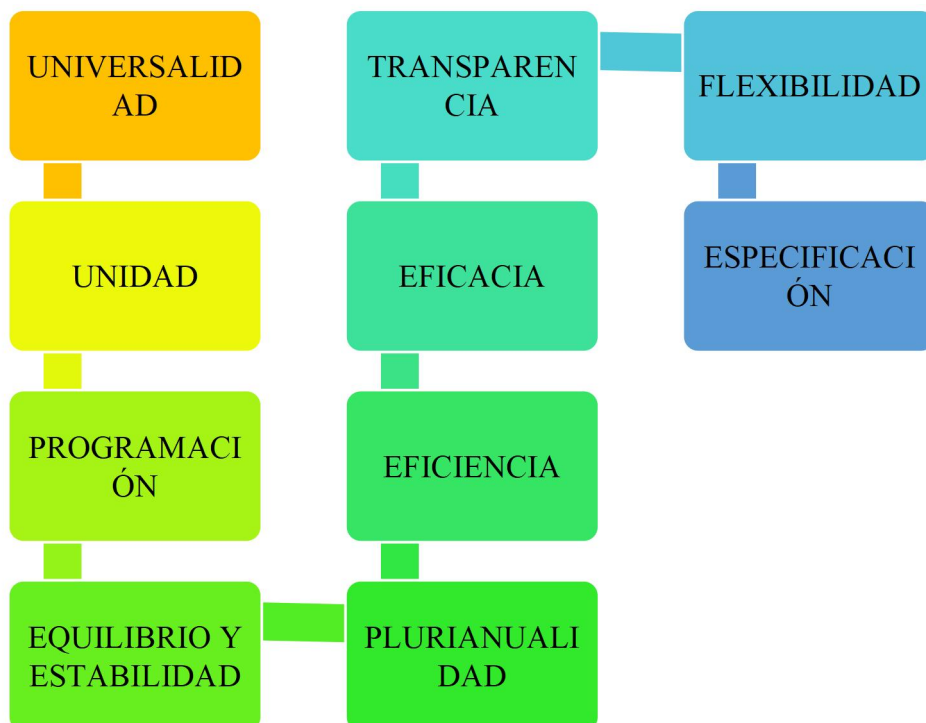 UNIVERSALID
AD
UNIDAD
PROGRAMACI
ÓN
EQUILIBRIO Y
ESTABILIDAD
PLURIANUALI
DAD
EFICIENCIA
EFICACIA
TRANSPAREN
CIA
FLEXIBILIDAD
ESPECIFICACI
ÓN